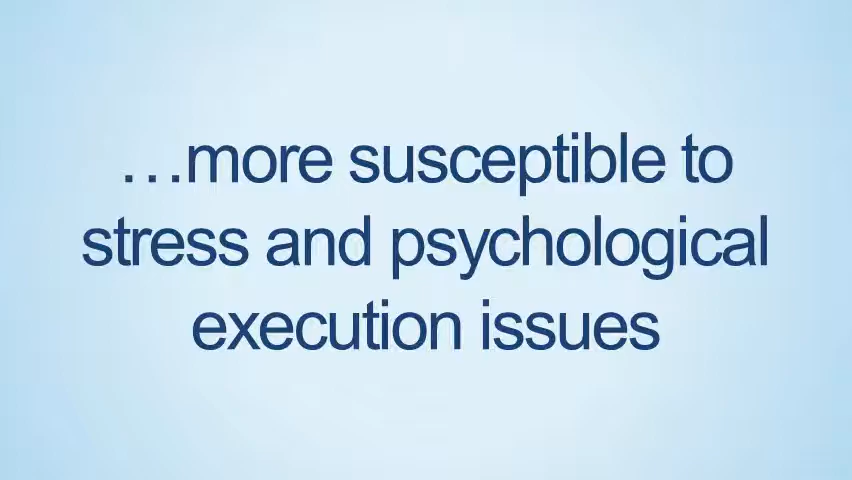 …more susceptible to
stress and psychological
execution issues